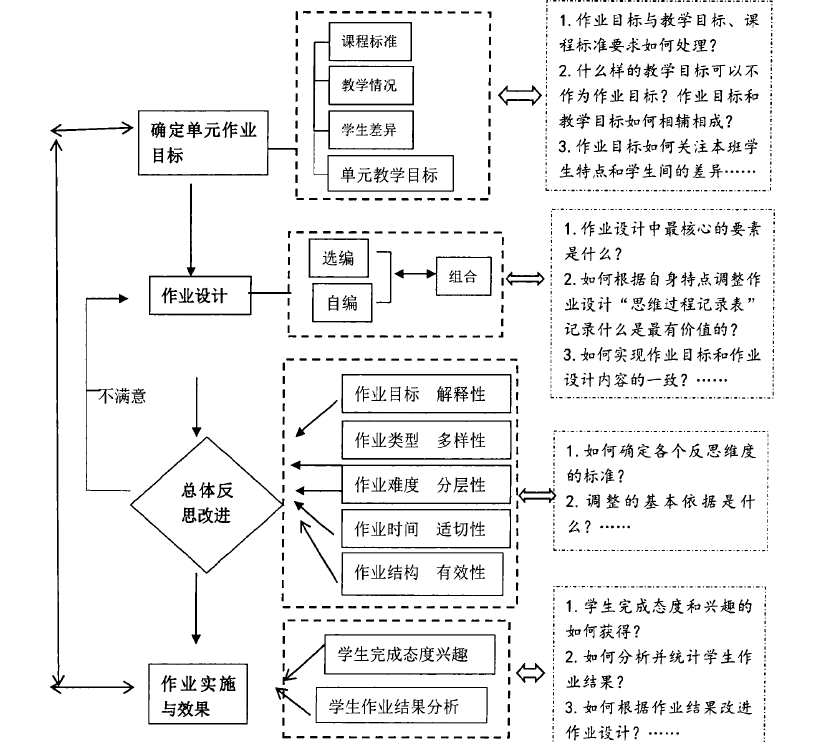 课程标准
教学情况
学生差异
单元教学目标
确定单元作业
目标
1. 作业目标与教学目标、课
程标准要求如何处理？
2. 什么样的教学目标可以不
作为作业目标？作业目标和
教学目标如何相辅相成？
3. 作业目标如何关注本班学
生特点和学生间的差异……
作业设计
选编
自编
组合
1. 作业设计中最核心的要素
是什么？
2. 如何根据自身特点调整作
业设计“思维过程记录表”
记录什么是最有价值的？
3. 如何实现作业目标和作业
设计内容的一致？……
不满意
总体反
思改进
作业目标 解释性
作业类型 多样性
作业难度 分层性
作业时间 适切性
作业结构 有效性
1. 如何确定各个反思维度
的标准？
2. 调整的基本依据是什
么？……
作业实施
与效果
学生完成态度兴趣
学生作业结果分析
1. 学生完成态度和兴趣的
如何获得？
2. 如何分析并统计学生作
业结果？
3. 如何根据作业结果改进
作业设计？……